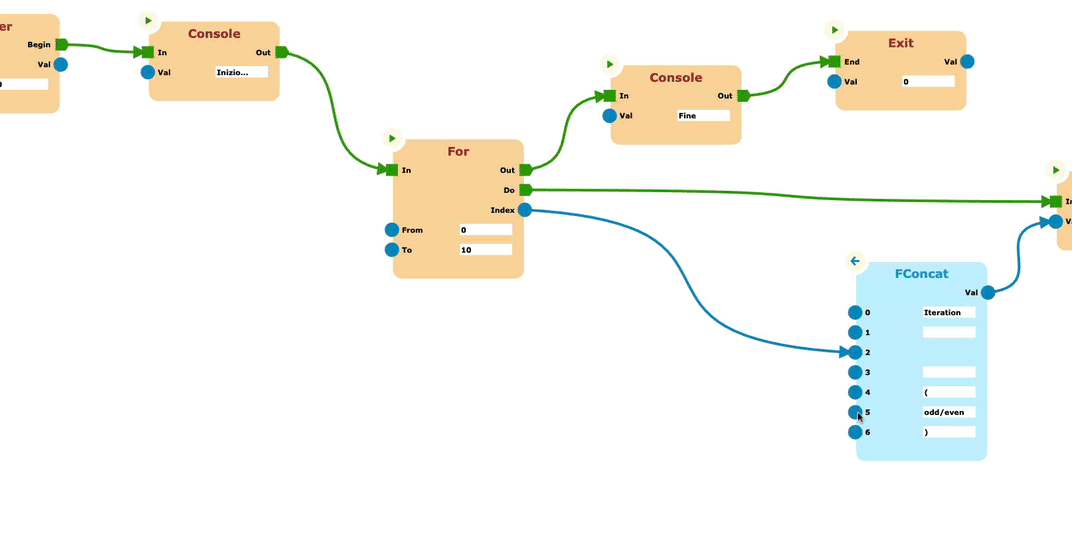 er
Begin
Val
0
Console
In
Out
Val
Inizio...
For
In
Out
Do
Index
From
0
To
10
Console
In
Out
Val
Fine
Exit
End
Val
Val
0
FConcat
Val
0
Iteration
1
2
3
4
(
5
odd/even
6
)